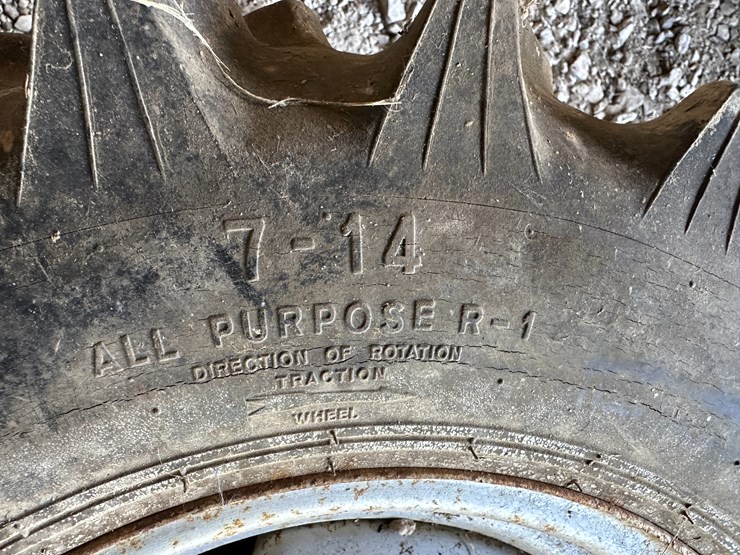 7-14
ALL PURPOSE R-1
DIRECTION OF ROTATION
TRACTION
WHEEL